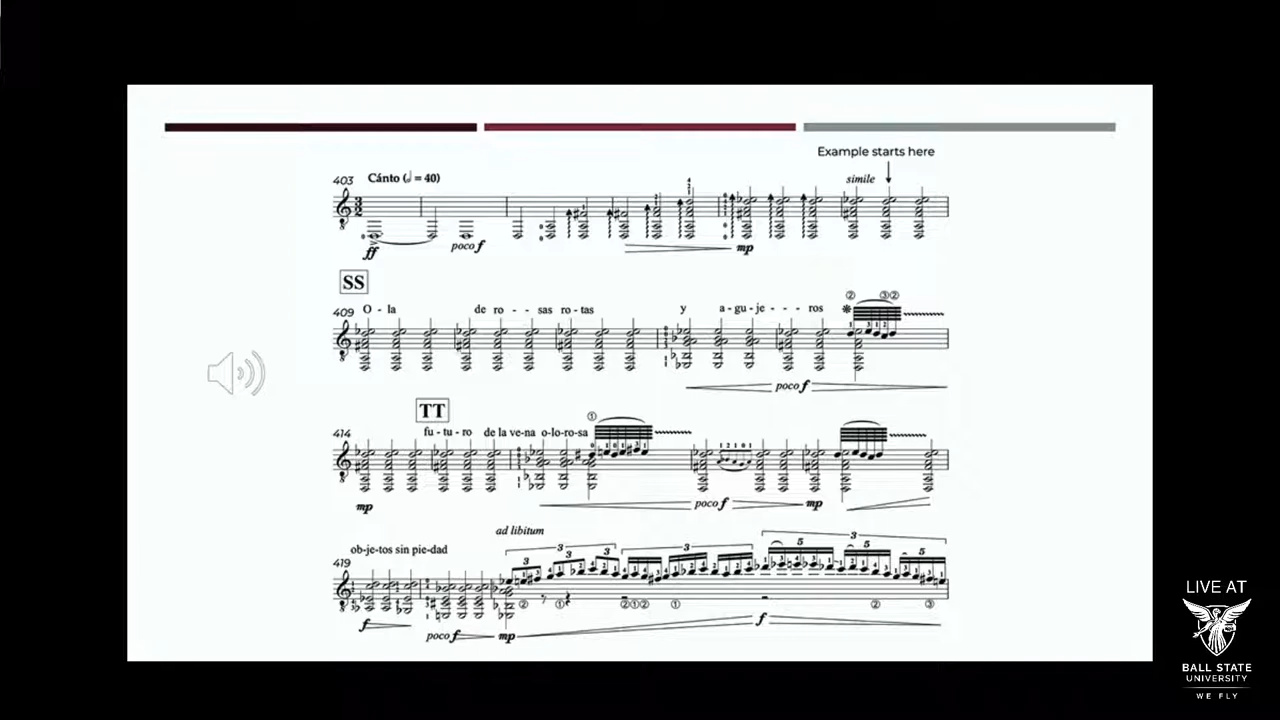 Example starts here
403 Cánto (𝅗𝅥 = 40) simile
ff poco f mp
SS
409 O - la de ro - - sas ro - tas y a - gu - je - - - ros
poco f
TT
414 fu - tu - ro de la ve - na o - lo - ro - sa
mp poco f mp
ad libitum
419 ob - je - tos sin pie - dad
f poco f mp f
LIVE AT
BALL STATE
UNIVERSITY
WE FLY